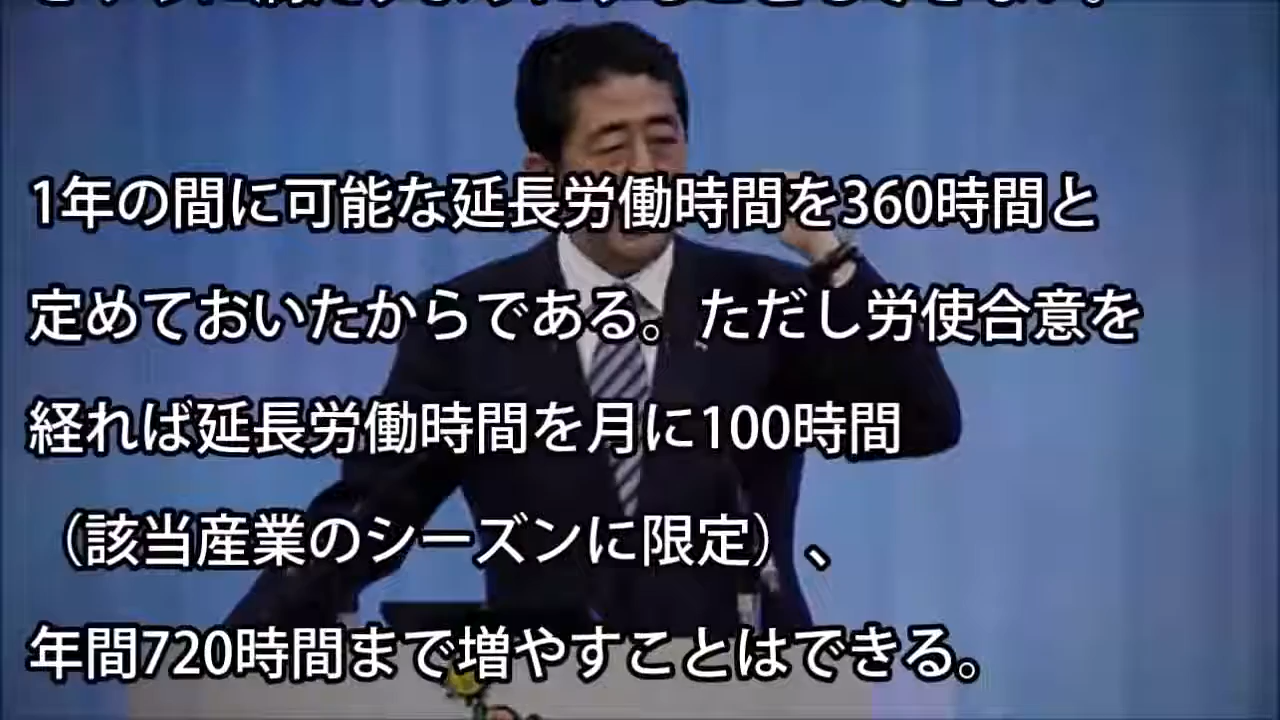 1年の間に可能な延長労働時間を360時間と
定めておいたからである。ただし労使合意を
経れば延長労働時間を月に100時間
（該当産業のシーズンに限定）、
年間720時間まで増やすことはできる。